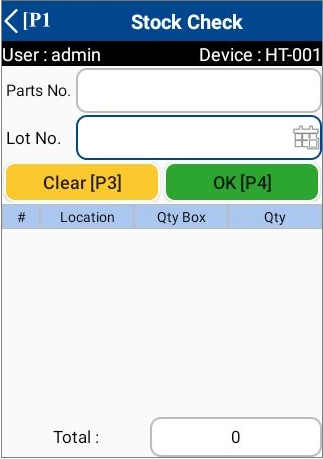 [P1 Stock Check
User : admin Device : HT-001
Parts No.
Lot No.
Clear [P3] OK [P4]
# Location Qty Box Qty
Total : 0